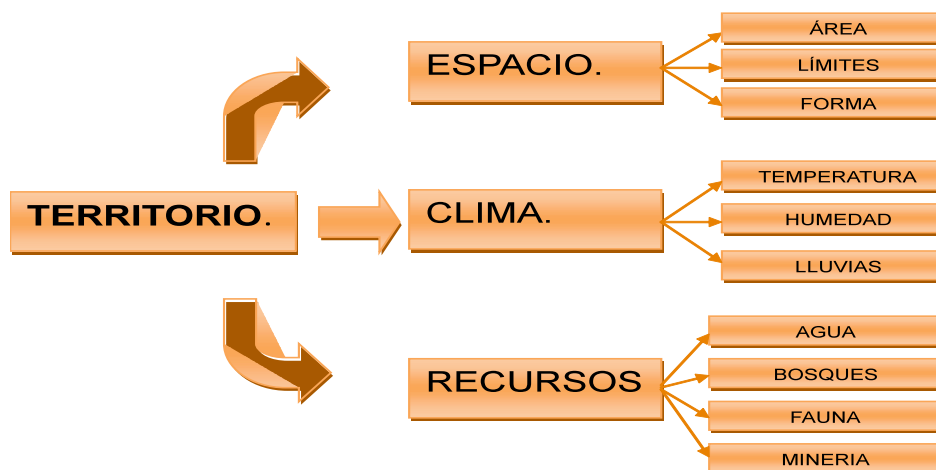 TERRITORIO.
ESPACIO.
ÁREA
LÍMITES
FORMA
CLIMA.
TEMPERATURA
HUMEDAD
LLUVIAS
RECURSOS
AGUA
BOSQUES
FAUNA
MINERIA